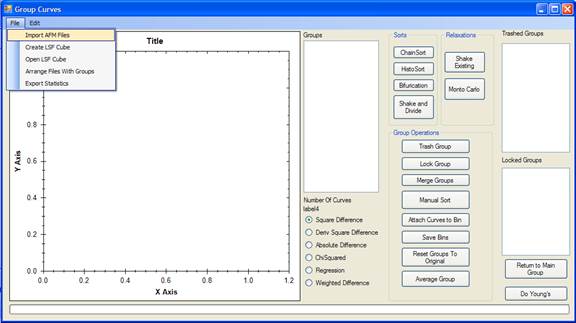 Group Curves
File Edit
Import AFM Files
Create LSF Cube
Open LSF Cube
Arrange Files With Groups
Export Statistics
Title
1.0
0.8
0.6
0.4
0.2
0.0
Y Axis
0.0 0.2 0.4 0.6 0.8 1.0 1.2
X Axis
Groups
Number Of Curves
label4
Square Difference
Deriv Square Difference
Absolute Difference
ChiSquared
Regression
Weighted Difference
Sorts
ChainSort
HistoSort
Bifurcation
Shake and
Divide
Relaxations
Shake
Existing
Monto Carlo
Group Operations
Trash Group
Lock Group
Merge Groups
Manual Sort
Attach Curves to Bin
Save Bins
Reset Groups To
Original
Average Group
Trashed Groups
Locked Groups
Return to Main
Group
Do Young's